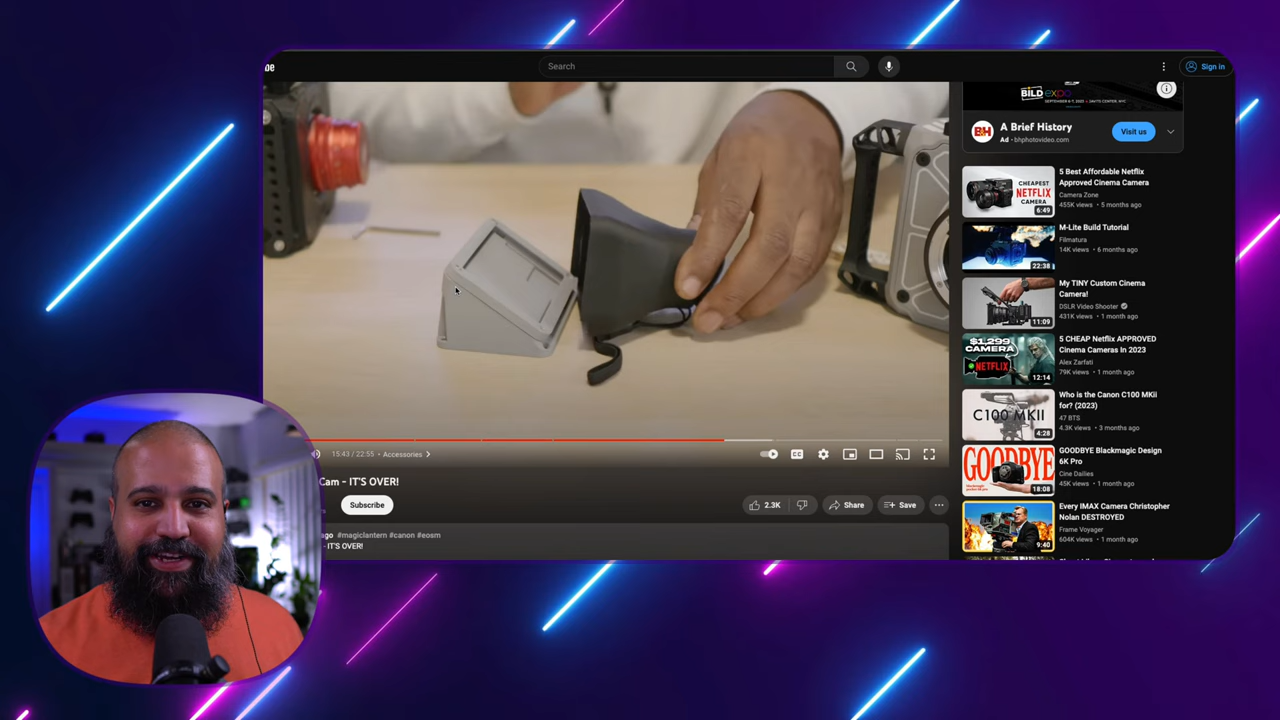 be
Search
Sign in
BILD expo
B&H
A Brief History
Ad • bhphotovideo.com
Visit us
CHEAPEST
NETFLIX
CAMERA
6:49
5 Best Affordable Netflix
Approved Cinema Camera
Camera Zone
455K views • 5 months ago
22:38
M-Lite Build Tutorial
Filmatura
14K views • 6 months ago
11:09
My TINY Custom Cinema
Camera!
DSLR Video Shooter
431K views • 1 month ago
$1,299
CAMERA
NETFLIX
12:14
5 CHEAP Netflix APPROVED
Cinema Cameras In 2023
Alex Zarfati
79K views • 1 month ago
C100 MKII
4:28
Who is the Canon C100 MKii
for? (2023)
47 BTS
4.3K views • 3 months ago
GOODBYE
18:08
GOODBYE Blackmagic Design
6K Pro
Cine Dailies
45K views • 1 month ago
9:40
Every IMAX Camera Christopher
Nolan DESTROYED
Frame Voyager
604K views • 1 month ago
15:43 / 22:55 • Accessories
CC
Cam - IT'S OVER!
Subscribe
2.3K
Share
Save
ago #magiclantern #canon #eosm
- IT'S OVER!